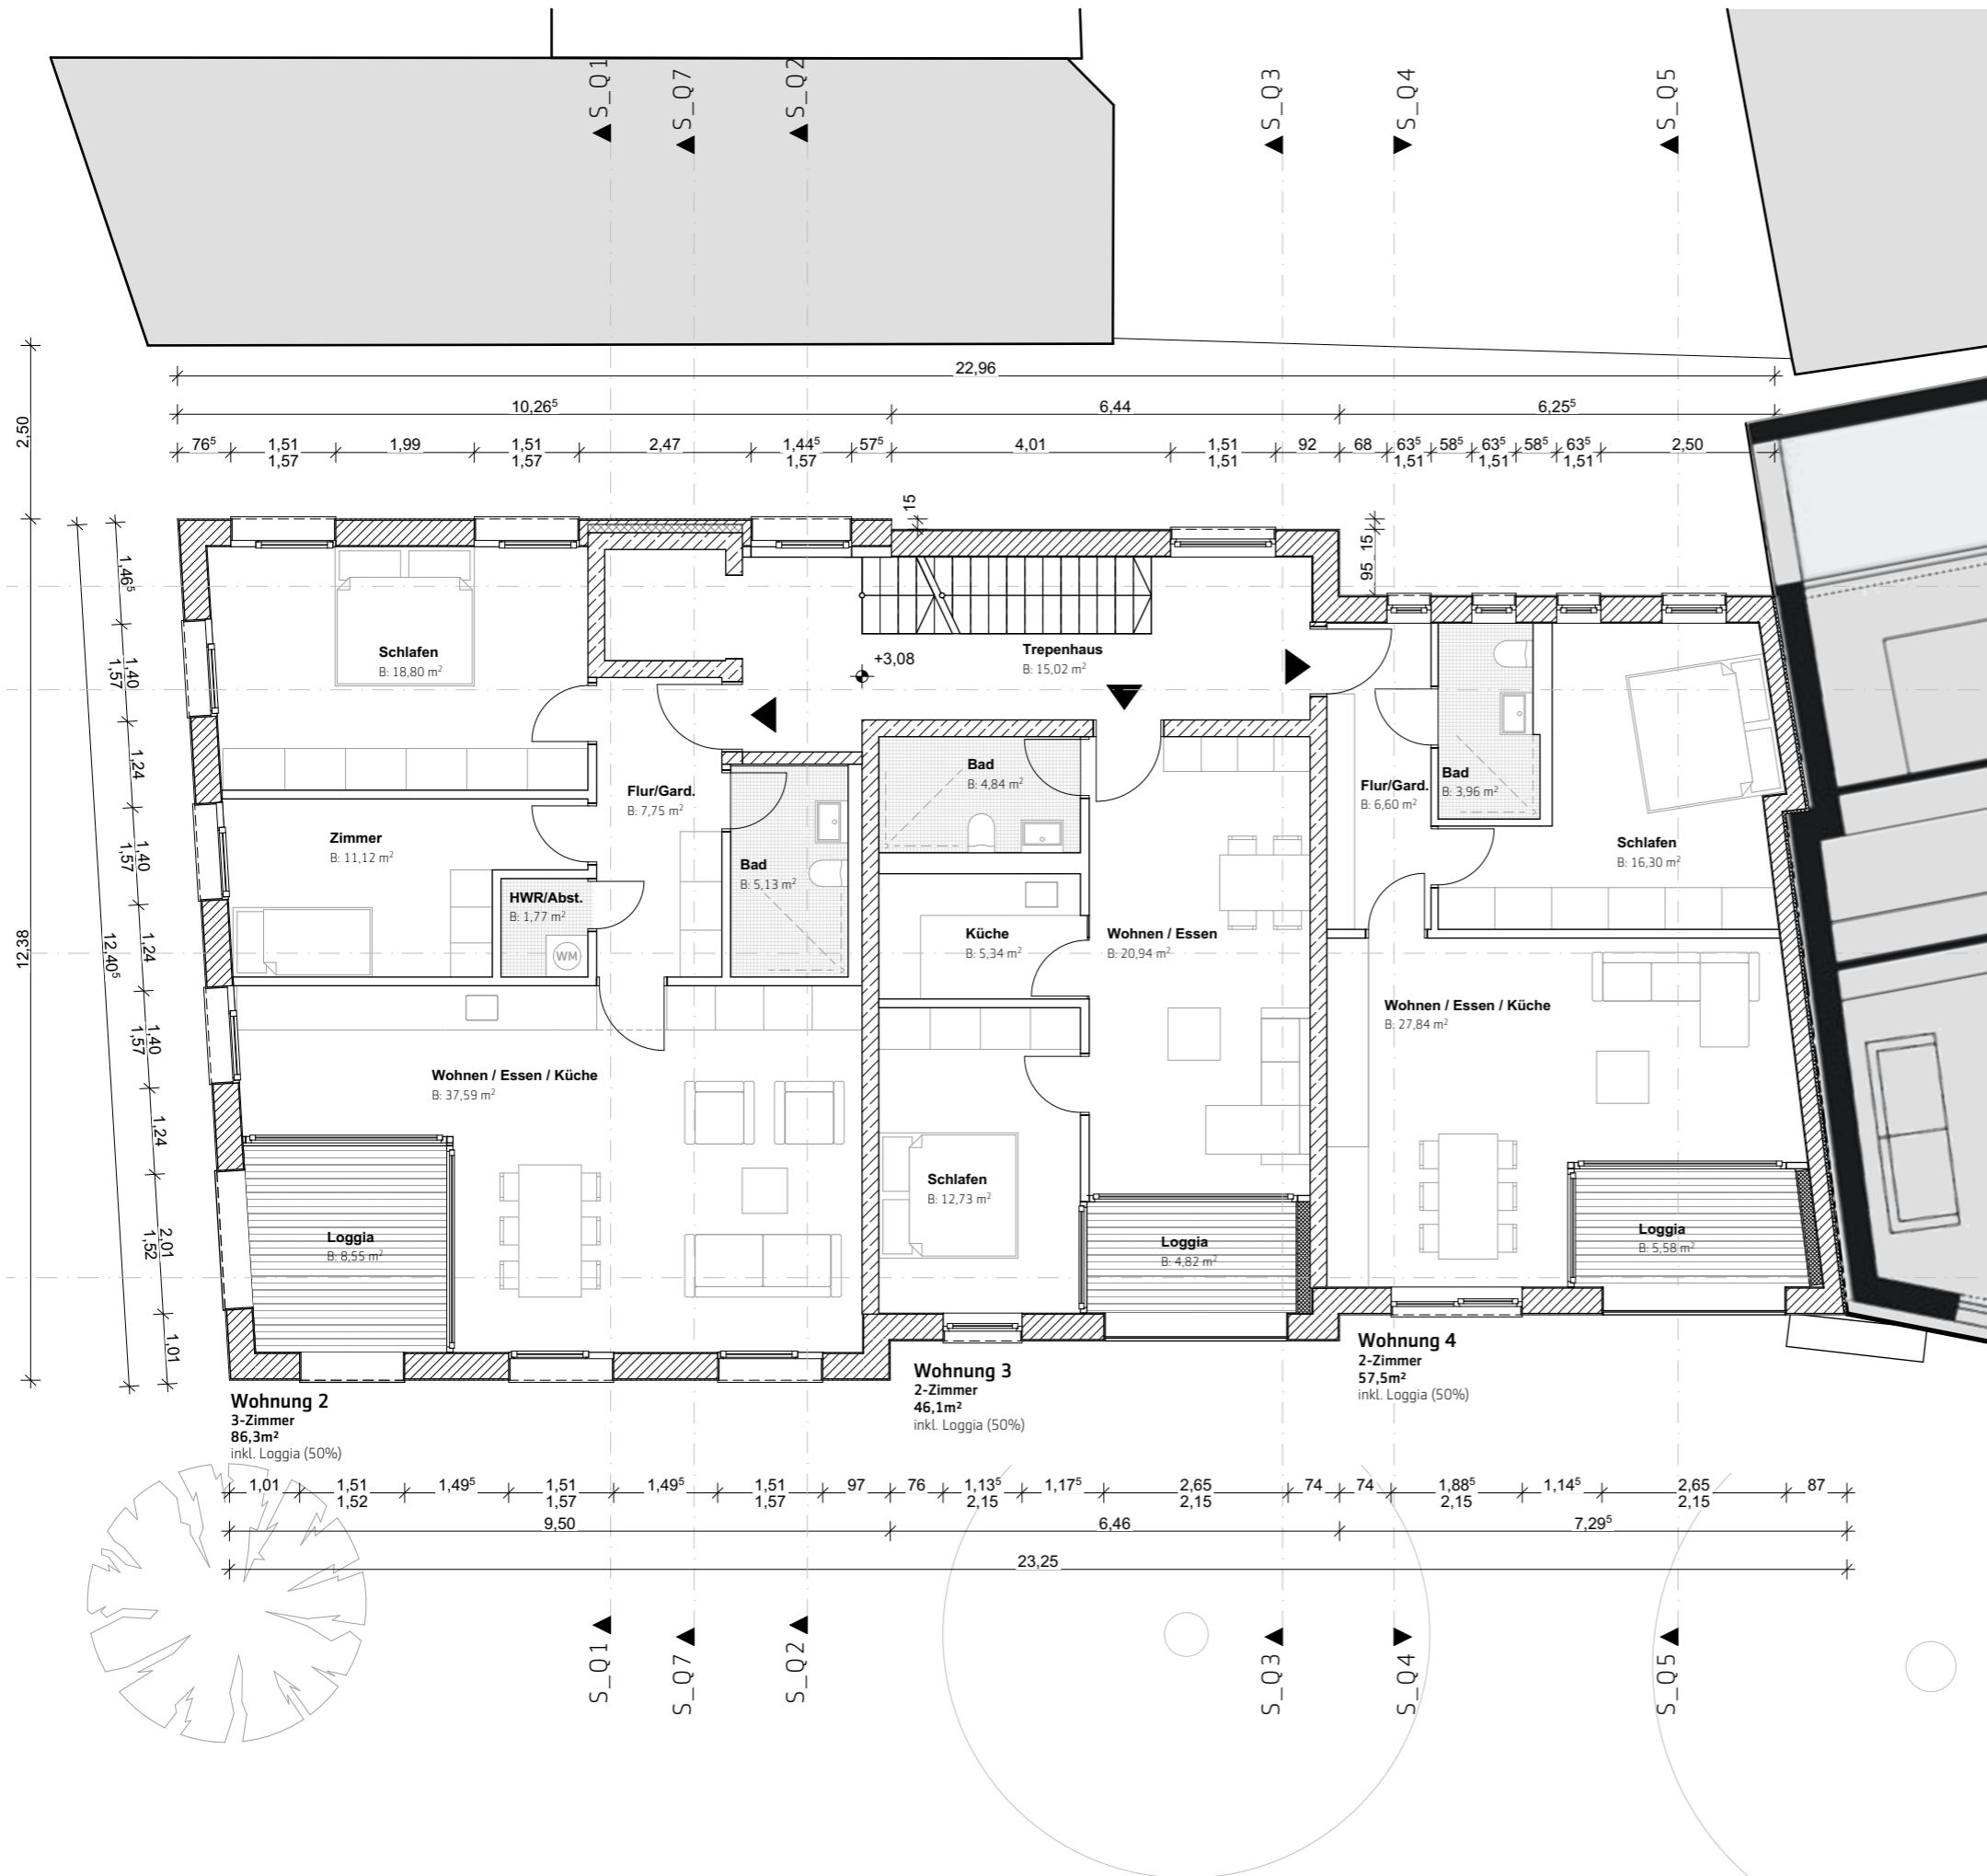 S_Q1
S_Q7
S_Q2
S_Q3
S_Q4
S_Q5
22,96
10,26⁵
6,44
6,25⁵
2,50
76⁵
1,51
1,57
1,99
1,51
1,57
2,47
1,44⁵
1,57
57⁵
4,01
1,51
1,51
92
68
63⁵
1,51
58⁵
63⁵
1,51
58⁵
63⁵
1,51
2,50
15
15
95
12,38
12,40⁵
1,46⁵
1,40
1,57
1,24
1,40
1,57
1,24
1,40
1,57
1,24
2,01
1,52
1,01
Schlafen
B: 18,80 m²
+3,08
Trepenhaus
B: 15,02 m²
Zimmer
B: 11,12 m²
Flur/Gard.
B: 7,75 m²
HWR/Abst.
B: 1,77 m²
WM
Bad
B: 5,13 m²
Bad
B: 4,84 m²
Küche
B: 5,34 m²
Wohnen / Essen
B: 20,94 m²
Flur/Gard.
B: 6,60 m²
Bad
B: 3,96 m²
Schlafen
B: 16,30 m²
Wohnen / Essen / Küche
B: 27,84 m²
Wohnen / Essen / Küche
B: 37,59 m²
Schlafen
B: 12,73 m²
Loggia
B: 8,55 m²
Loggia
B: 4,82 m²
Loggia
B: 5,58 m²
Wohnung 2
3-Zimmer
86,3m²
inkl. Loggia (50%)
Wohnung 3
2-Zimmer
46,1m²
inkl. Loggia (50%)
Wohnung 4
2-Zimmer
57,5m²
inkl. Loggia (50%)
1,01
1,51
1,52
1,49⁵
1,51
1,57
1,49⁵
1,51
1,57
97
76
1,13⁵
2,15
1,17⁵
2,65
2,15
74
74
1,88⁵
2,15
1,14⁵
2,65
2,15
87
9,50
6,46
7,29⁵
23,25
S_Q1
S_Q7
S_Q2
S_Q3
S_Q4
S_Q5